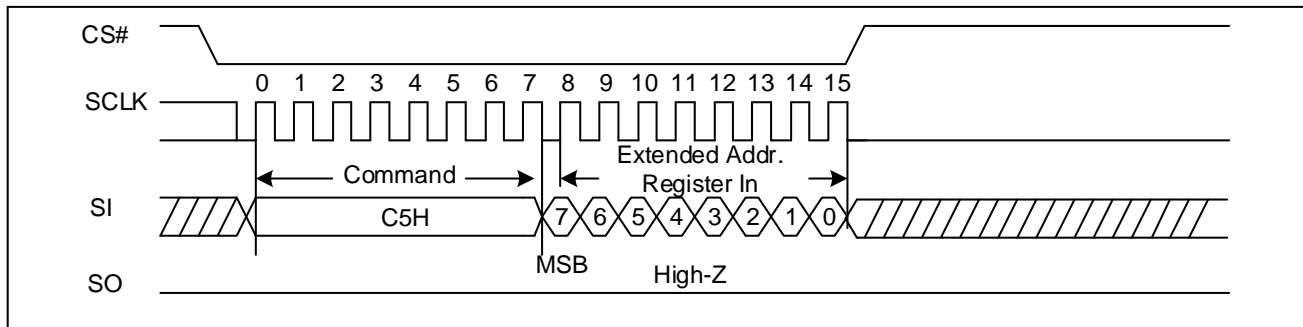 CS#
0 1 2 3 4 5 6 7 8 9 10 11 12 13 14 15
SCLK
Command
Extended Addr.
Register In
SI
C5H
7 6 5 4 3 2 1 0
MSB
High-Z
SO